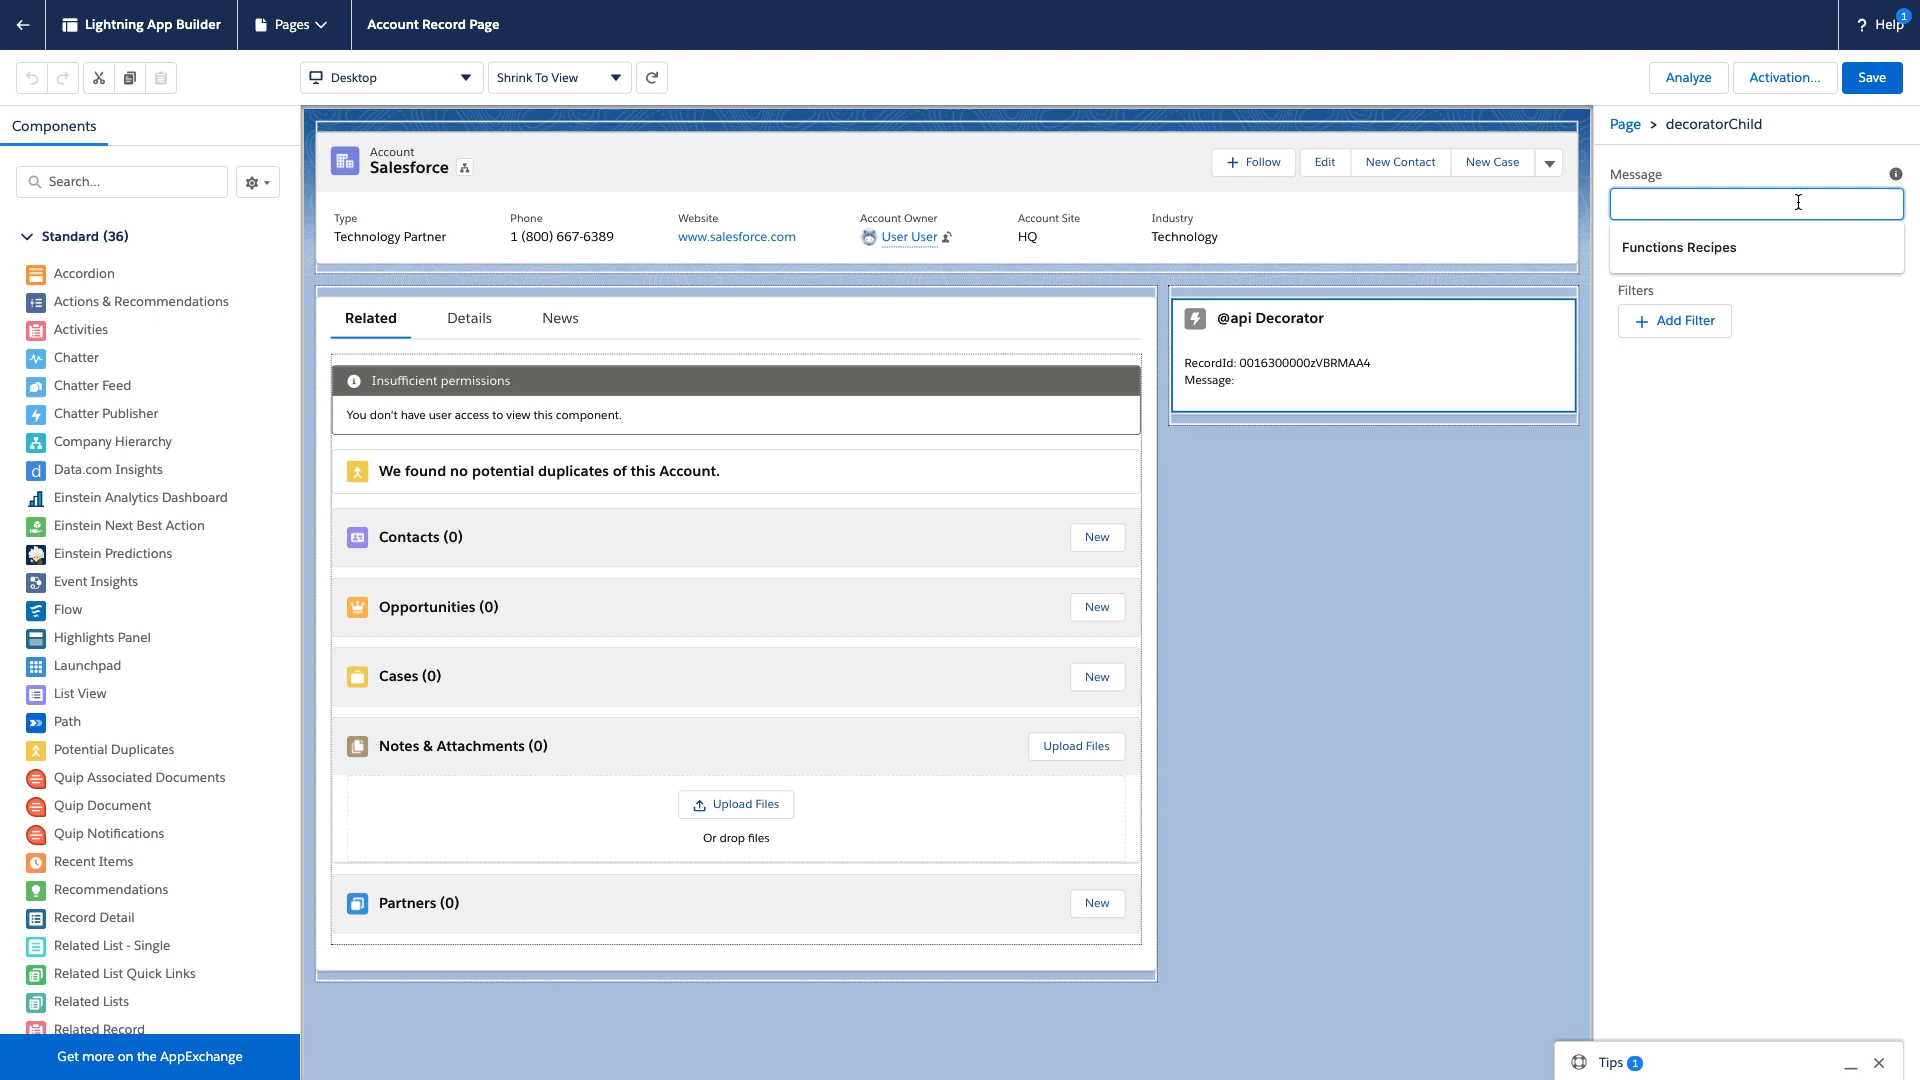 Lightning App Builder
Pages
Account Record Page
? Help
1
Desktop
Shrink To View
Analyze
Activation...
Save
Components
Search...
Standard (36)
Accordion
Actions & Recommendations
Activities
Chatter
Chatter Feed
Chatter Publisher
Company Hierarchy
Data.com Insights
Einstein Analytics Dashboard
Einstein Next Best Action
Einstein Predictions
Event Insights
Flow
Highlights Panel
Launchpad
List View
Path
Potential Duplicates
Quip Associated Documents
Quip Document
Quip Notifications
Recent Items
Recommendations
Record Detail
Related List - Single
Related List Quick Links
Related Lists
Related Record
Get more on the AppExchange
Account
Salesforce
Follow
Edit
New Contact
New Case
Type
Phone
Website
Account Owner
Account Site
Industry
Technology Partner
1 (800) 667-6389
www.salesforce.com
User User
HQ
Technology
Related
Details
News
Insufficient permissions
You don't have user access to view this component.
We found no potential duplicates of this Account.
Contacts (0)
New
Opportunities (0)
New
Cases (0)
New
Notes & Attachments (0)
Upload Files
Upload Files
Or drop files
Partners (0)
New
@api Decorator
RecordId: 0016300000zVBRMAA4
Message:
Page > decoratorChild
Message
Functions Recipes
Filters
Add Filter
Tips 1